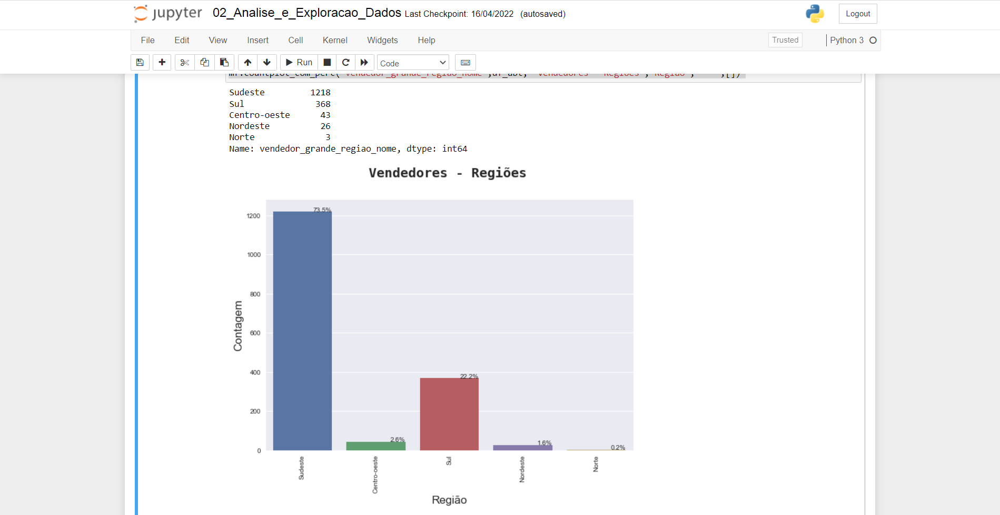 jupyter 02_Analise_e_Exploracao_Dados Last Checkpoint: 16/04/2022 (autosaved) Logout
File Edit View Insert Cell Kernel Widgets Help Trusted Python 3
Run Code
Sudeste 1218
Sul 368
Centro-oeste 43
Nordeste 26
Norte 3
Name: vendedor_grande_regiao_nome, dtype: int64
Vendedores - Regiões
73.5%
1200
1000
800
600
400
200
0
Contagem
22.2%
2.6%
1.6%
0.2%
Sudeste
Centro-oeste
Sul
Nordeste
Norte
Região